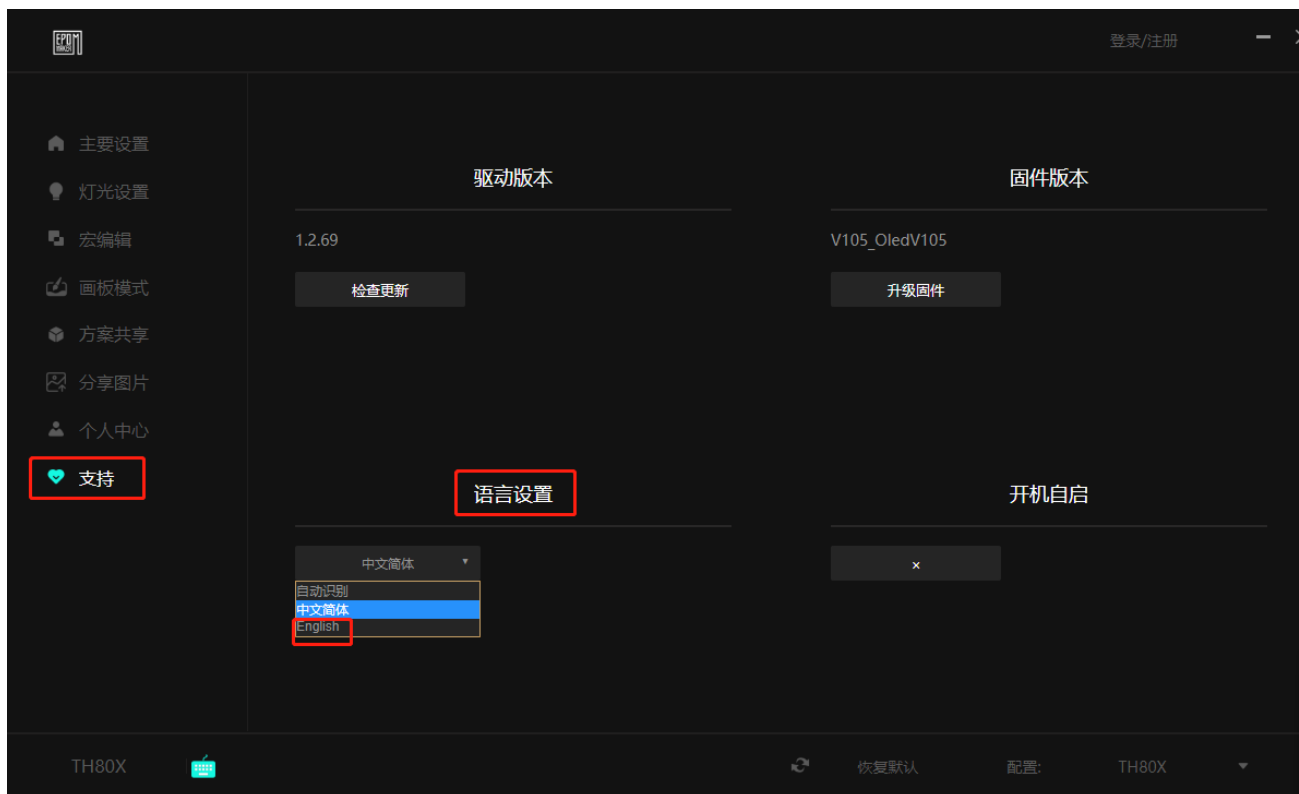 EPOMAKER
登录/注册
主要设置
灯光设置
宏编辑
画板模式
方案共享
分享图片
个人中心
支持
驱动版本
1.2.69
检查更新
固件版本
V105_OledV105
升级固件
语言设置
中文简体
自动识别
中文简体
English
开机自启
×
TH80X
恢复默认
配置:
TH80X